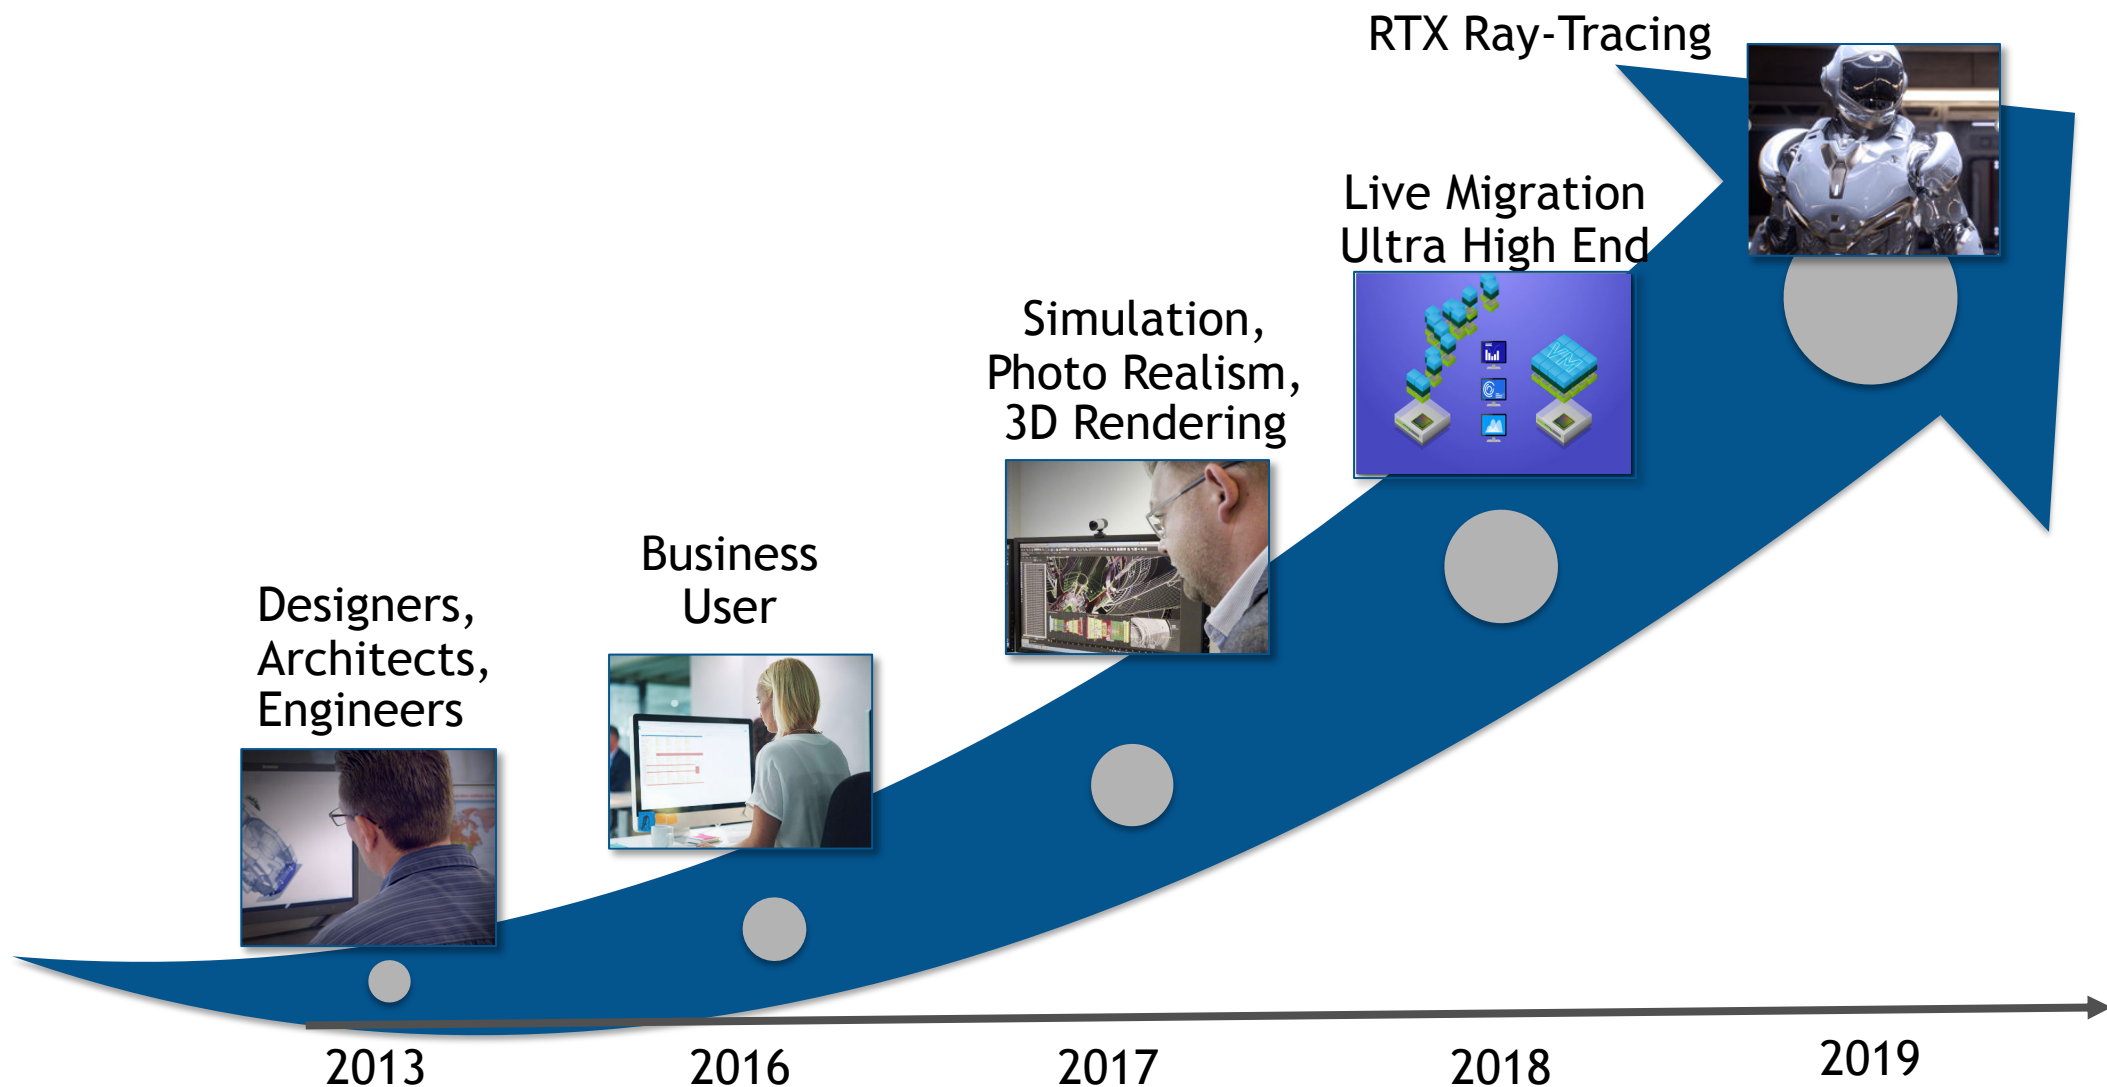 RTX Ray-Tracing
Live Migration
Ultra High End
Simulation,
Photo Realism,
3D Rendering
VM
Business
User
Designers,
Architects,
Engineers
2013
2016
2017
2018
2019